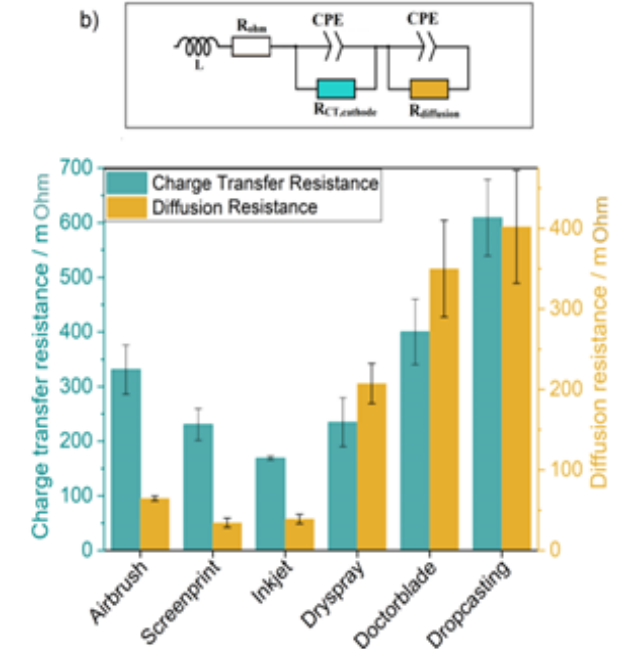 b)
L
Rohm
CPE
RCT,cathode
CPE
Rdiffusion
Charge Transfer Resistance
Diffusion Resistance
Charge transfer resistance / m Ohm
700
600
500
400
300
200
100
0
Diffusion resistance / m Ohm
400
300
200
100
0
Airbrush
Screenprint
Inkjet
Dryspray
Doctorblade
Dropcasting